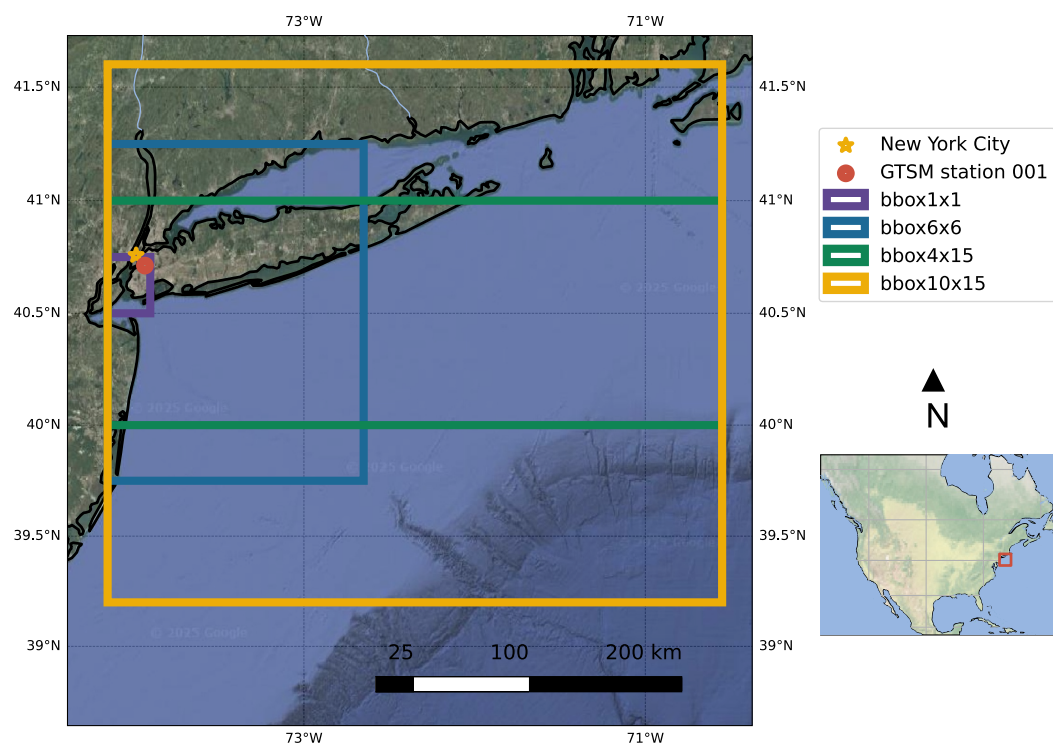 73°W 71°W
41.5°N 41.5°N
41°N 41°N
40.5°N 40.5°N
40°N 40°N
39.5°N 39.5°N
39°N 39°N
73°W 71°W
© 2025 Google
© 2025 Google
© 2025 Google
© 2025 Google
25 100 200 km
New York City
GTSM station 001
bbox1x1
bbox6x6
bbox4x15
bbox10x15
N